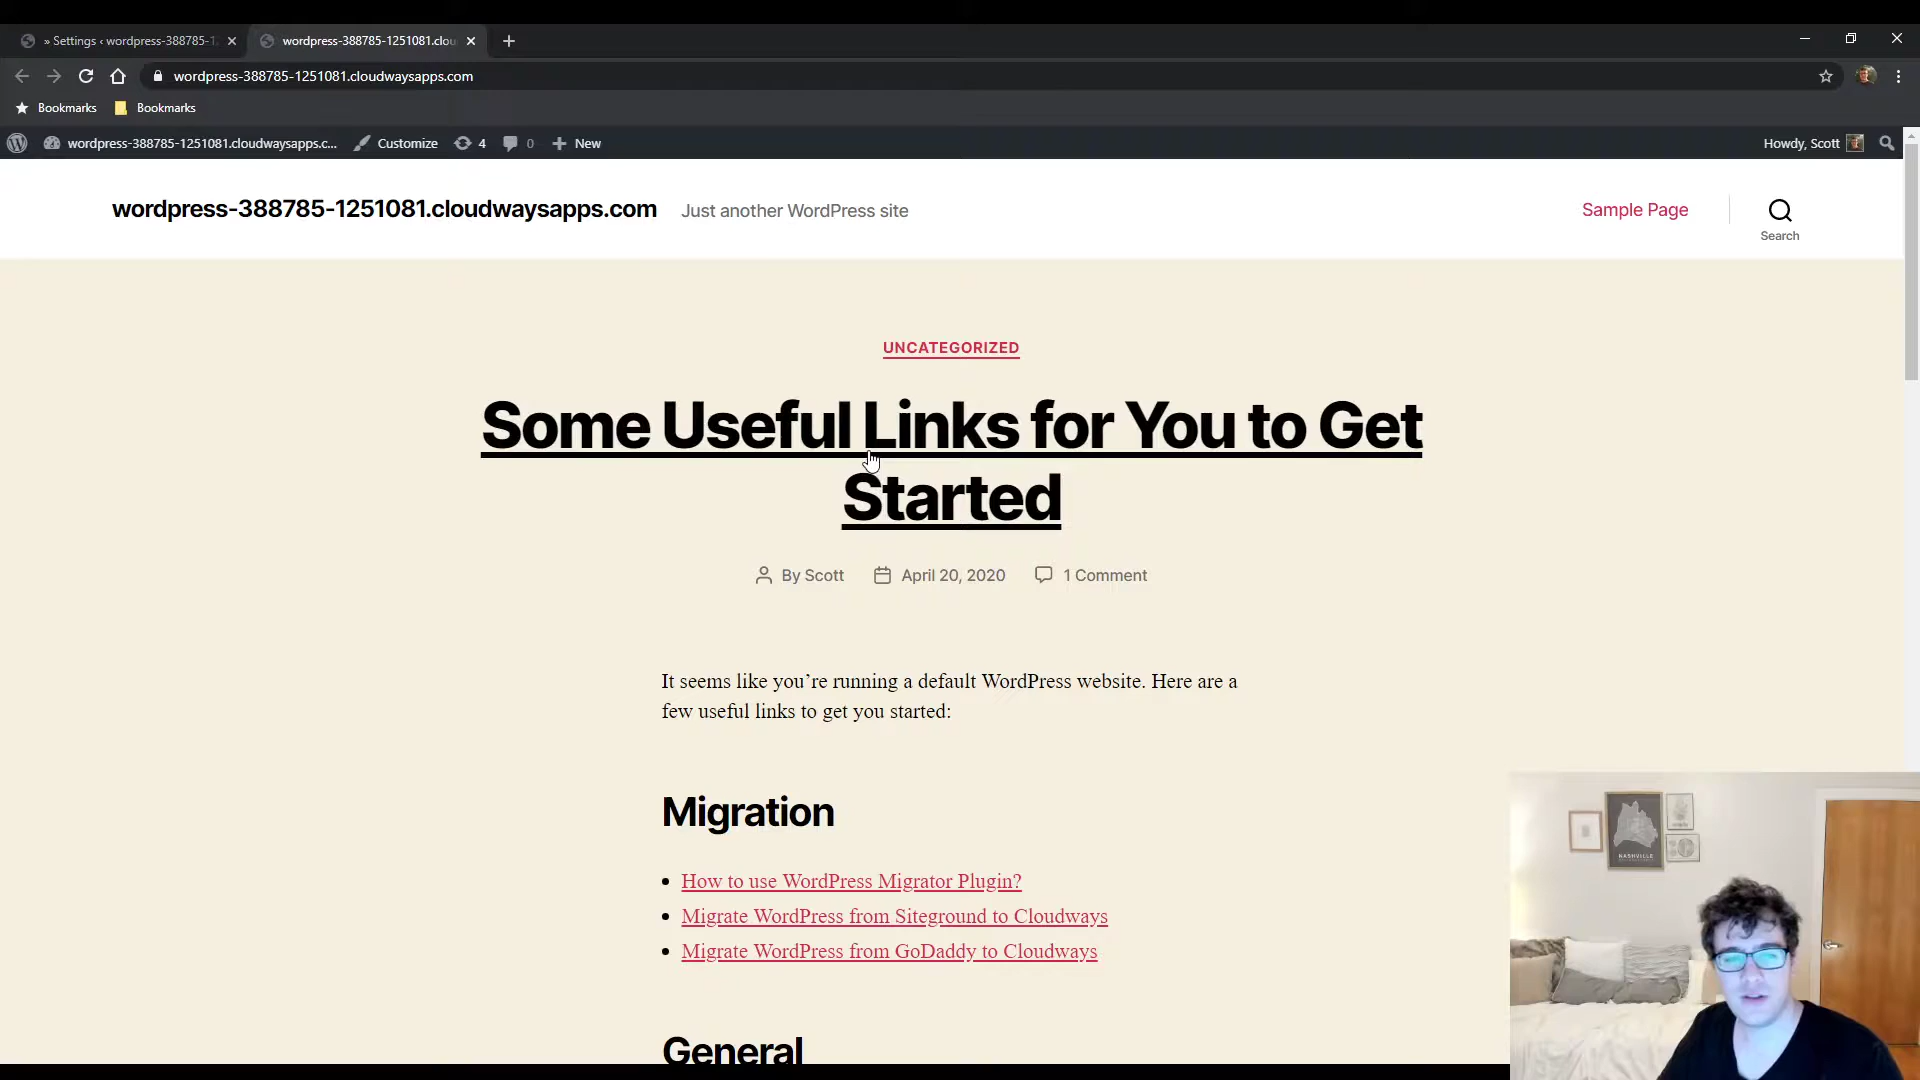 » Settings ‹ wordpress-388785-1
wordpress-388785-1251081.clou
wordpress-388785-1251081.cloudwaysapps.com
Bookmarks
Bookmarks
wordpress-388785-1251081.cloudwaysapps.c...
Customize
4
0
New
Howdy, Scott
wordpress-388785-1251081.cloudwaysapps.com
Just another WordPress site
Sample Page
Search
UNCATEGORIZED
Some Useful Links for You to Get
Started
By Scott
April 20, 2020
1 Comment
It seems like you’re running a default WordPress website. Here are a
few useful links to get you started:
Migration
How to use WordPress Migrator Plugin?
Migrate WordPress from Siteground to Cloudways
Migrate WordPress from GoDaddy to Cloudways
General
NASHVILLE